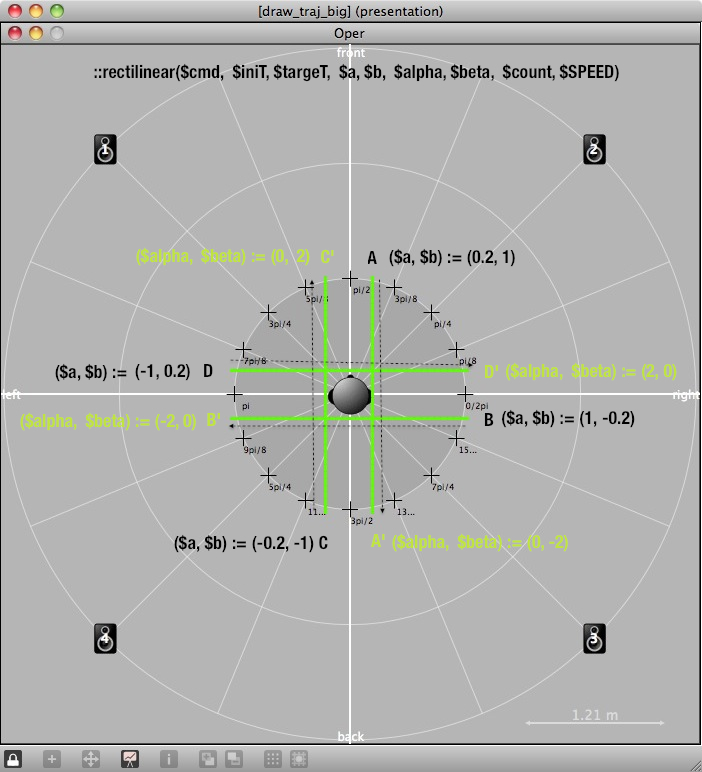 [draw_traj_big] (presentation)
Oper
front
::rectilinear($cmd, $iniT, $targeT, $a, $b, $alpha, $beta, $count, $SPEED)
1
2
($alpha, $beta) := (0, 2) C'
A ($a, $b) := (0.2, 1)
5pi/8
pi/2
3pi/8
3pi/4
pi/4
7pi/8
pi/8
($a, $b) := (-1, 0.2) D
D' ($alpha, $beta) := (2, 0)
left
right
pi
0/2pi
($alpha, $beta) := (-2, 0) B'
B ($a, $b) := (1, -0.2)
9pi/8
15...
5pi/4
7pi/4
11...
13...
3pi/2
($a, $b) := (-0.2, -1) C
A' ($alpha, $beta) := (0, -2)
4
3
1.21 m
back